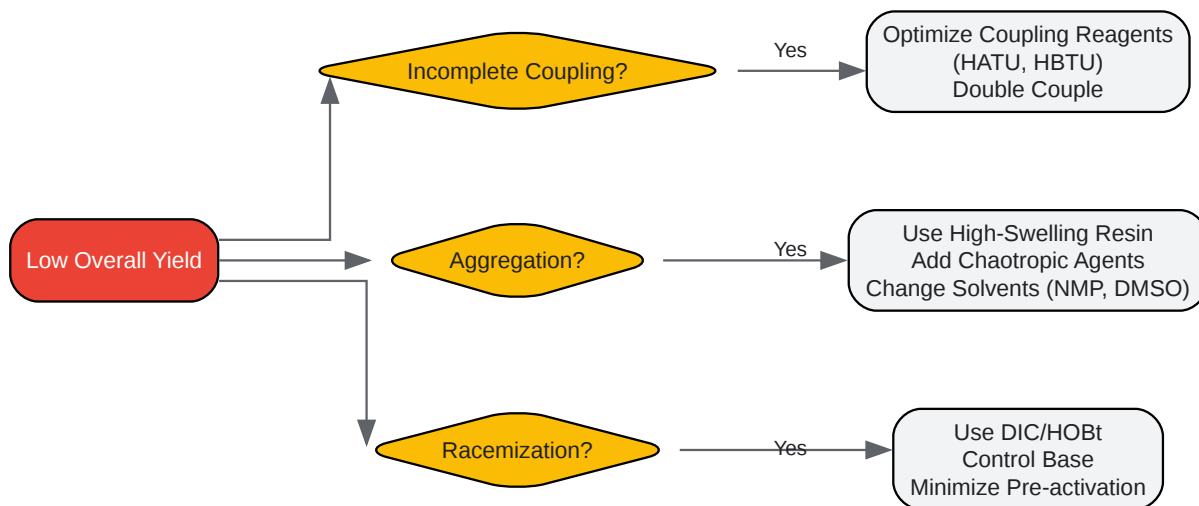 Incomplete Coupling?
Yes
Optimize Coupling Reagents
(HATU, HBTU)
Double Couple
Low Overall Yield
Aggregation?
Yes
Use High-Swelling Resin
Add Chaotropic Agents
Change Solvents (NMP, DMSO)
Racemization?
Yes
Use DIC/HOBt
Control Base
Minimize Pre-activation